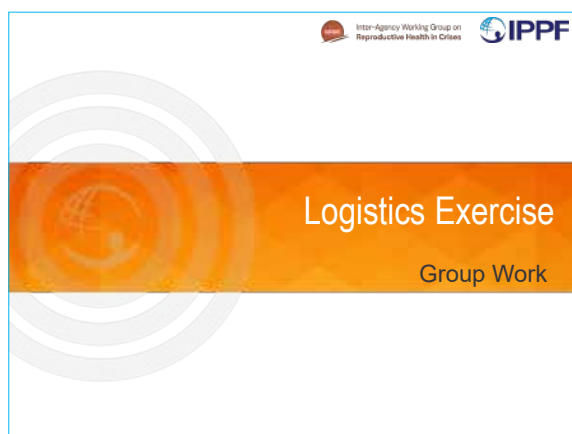 Inter-Agency Working Group on
Reproductive Health in Crises
IPPF
Logistics Exercise
Group Work